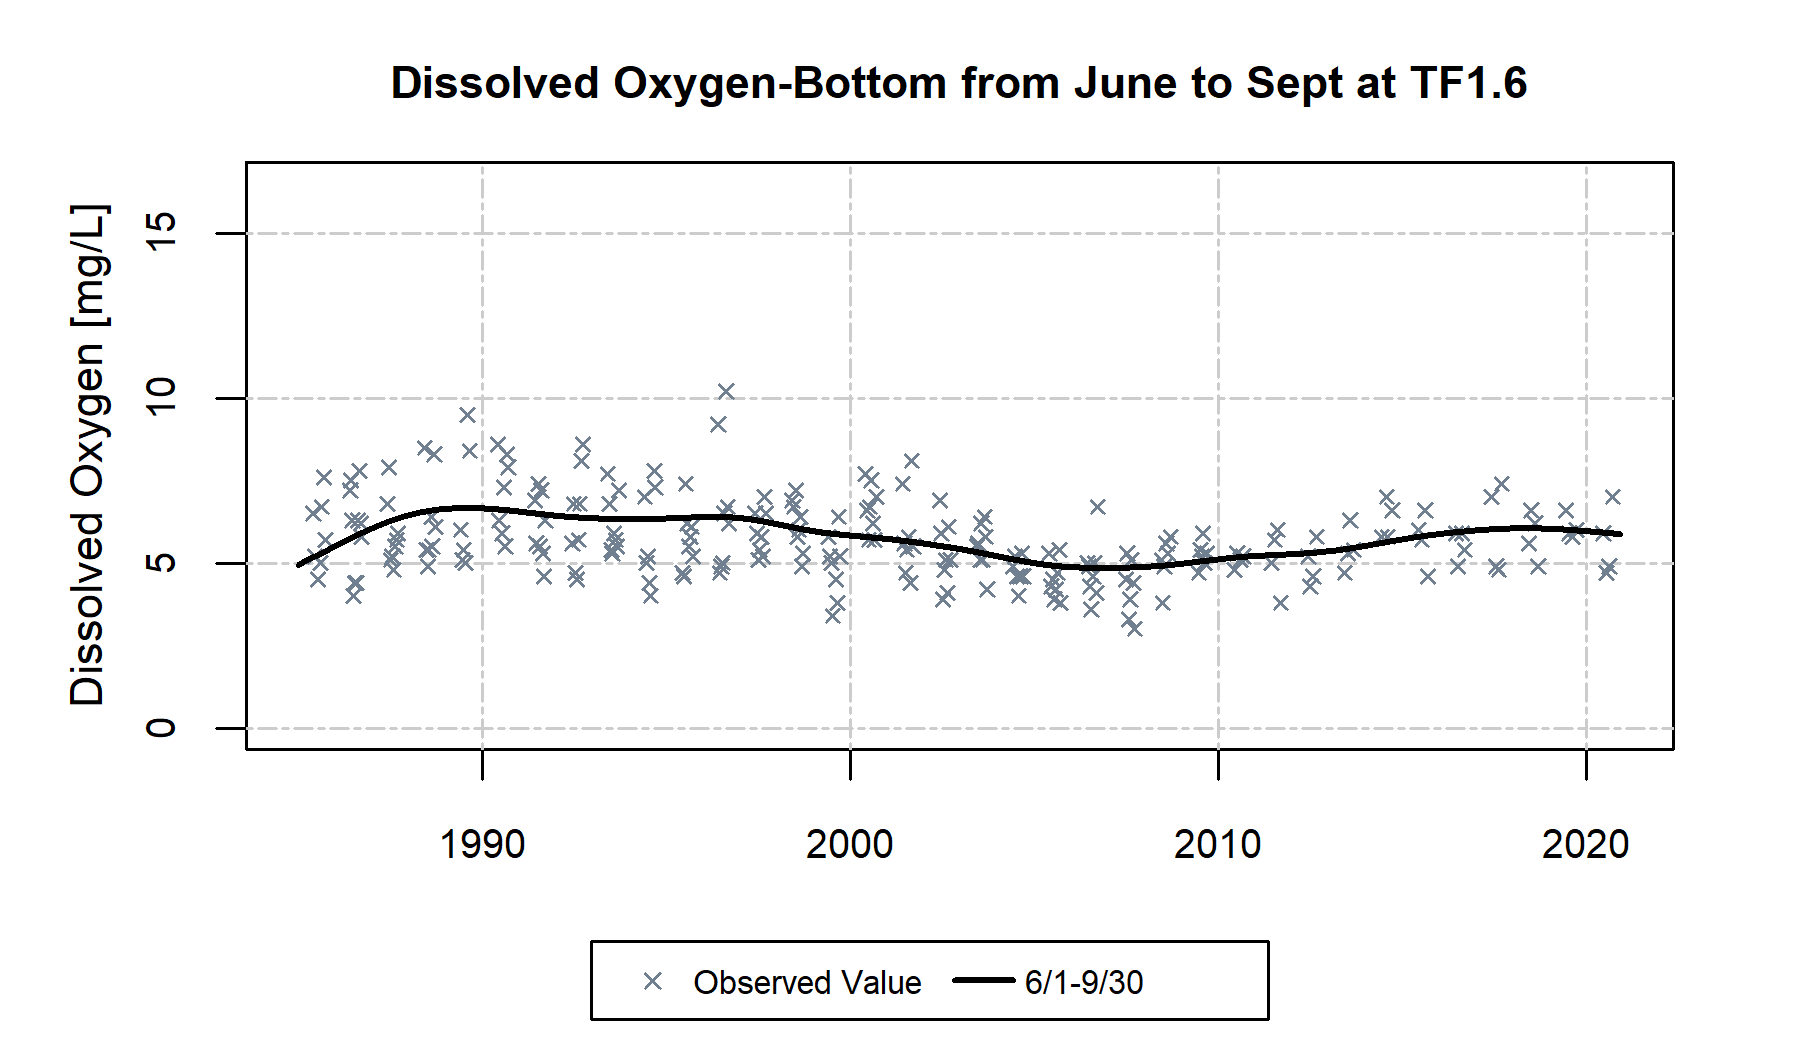 Dissolved Oxygen-Bottom from June to Sept at TF1.6
Dissolved Oxygen [mg/L]
15
10
5
0
1990 2000 2010 2020
Observed Value 6/1-9/30